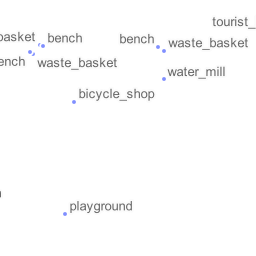 tourist_
basket
bench
bench
waste_basket
ench
waste_basket
water_mill
bicycle_shop
playground